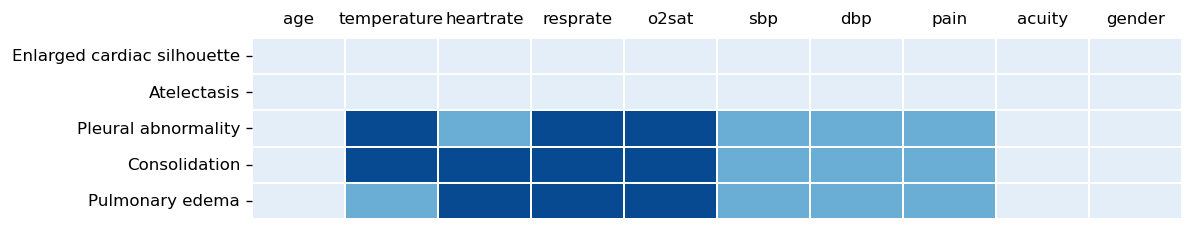 age temperature heartrate resprate o2sat sbp dbp pain acuity gender
Enlarged cardiac silhouette
Atelectasis
Pleural abnormality
Consolidation
Pulmonary edema